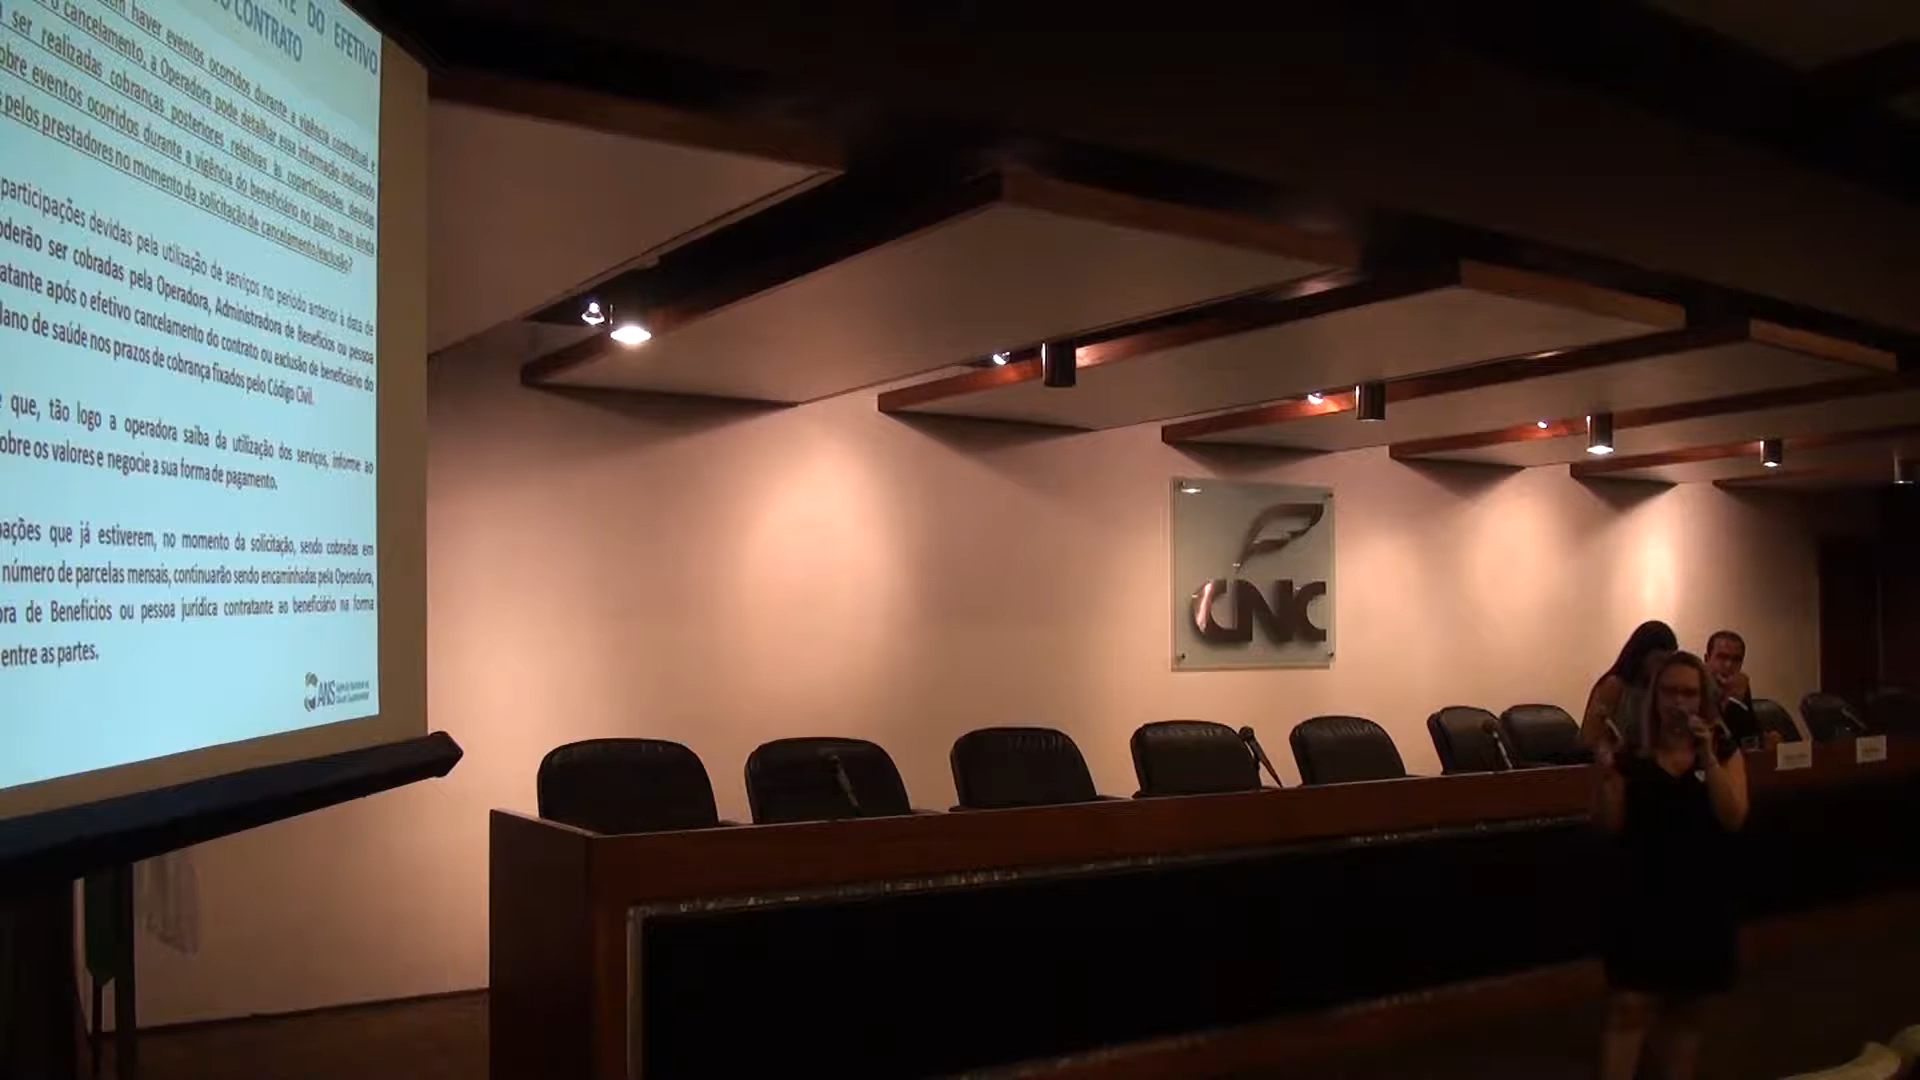 DO EFETIVO
O CONTRATO
haver eventos ocorridos durante a vigência contratual e
o cancelamento, a Operadora pode detalhar essa informação indicando
ser realizadas cobranças posteriores relativas às coparticipações devidas
obre eventos ocorridos durante a vigência do beneficiário no plano, mas ainda
pelos prestadores no momento da solicitação de cancelamento/exclusão?
participações devidas pela utilização de serviços no período anterior à data de
oderão ser cobradas pela Operadora, Administradora de Benefícios ou pessoa
atante após o efetivo cancelamento do contrato ou exclusão de beneficiário do
lano de saúde nos prazos de cobrança fixados pelo Código Civil.
que, tão logo a operadora saiba da utilização dos serviços, informe ao
obre os valores e negocie a sua forma de pagamento.
ações que já estiverem, no momento da solicitação, sendo cobradas em
número de parcelas mensais, continuarão sendo encaminhadas pela Operadora,
ora de Benefícios ou pessoa jurídica contratante ao beneficiário na forma
entre as partes.
ANS
CNC